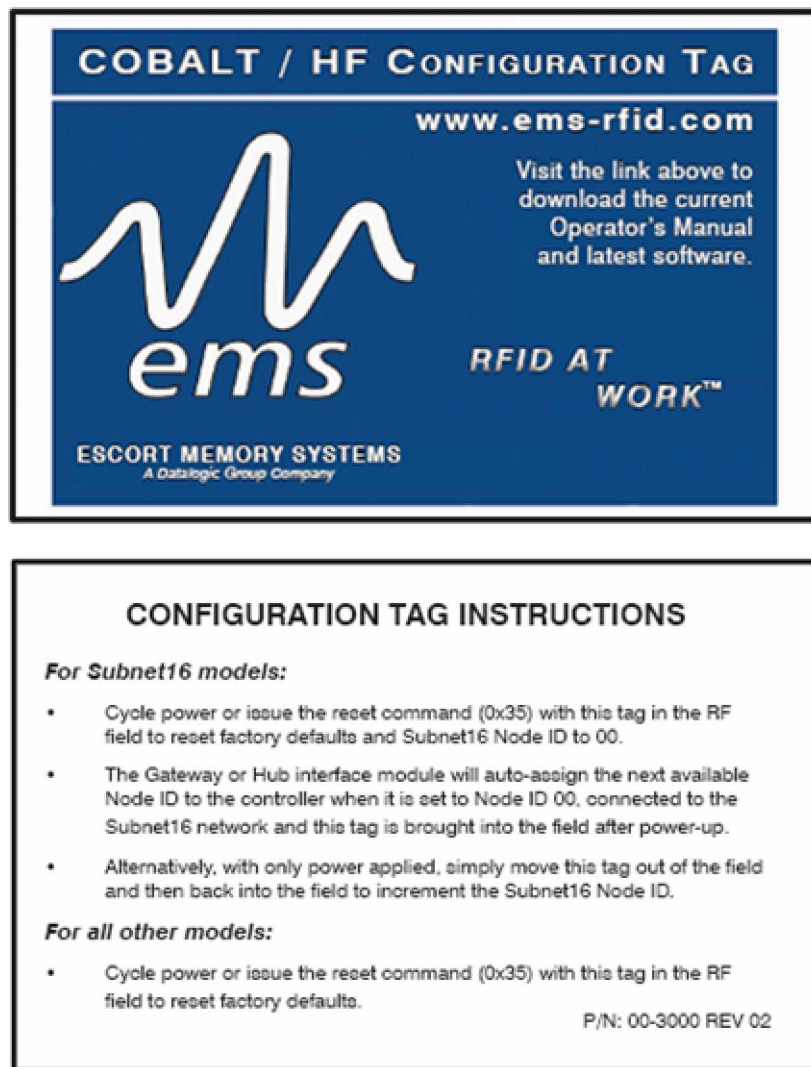 COBALT / HF CONFIGURATION TAG
www.ems-rfid.com
Visit the link above to
download the current
Operator's Manual
and latest software.
ems
RFID AT
WORK™
ESCORT MEMORY SYSTEMS
A Datalogic Group Company
CONFIGURATION TAG INSTRUCTIONS
For Subnet16 models:
• Cycle power or issue the reset command (0x35) with this tag in the RF
field to reset factory defaults and Subnet16 Node ID to 00.
• The Gateway or Hub interface module will auto-assign the next available
Node ID to the controller when it is set to Node ID 00, connected to the
Subnet16 network and this tag is brought into the field after power-up.
• Alternatively, with only power applied, simply move this tag out of the field
and then back into the field to increment the Subnet16 Node ID.
For all other models:
• Cycle power or issue the reset command (0x35) with this tag in the RF
field to reset factory defaults.
P/N: 00-3000 REV 02